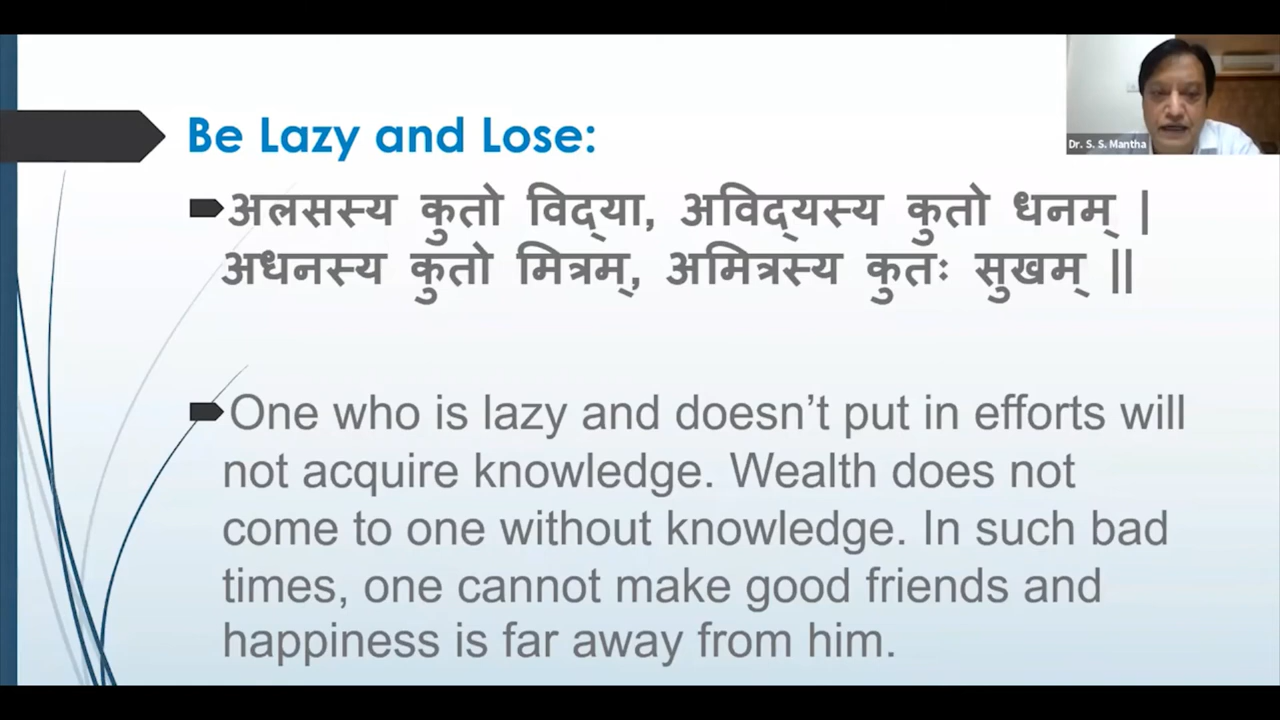 Dr. S. S. Mantha
Be Lazy and Lose:
अलसस्य कुतो विद्‌या, अविद्‌यस्य कुतो धनम् |
अधनस्य कुतो मित्रम्, अमित्रस्य कुतः सुखम् ||
One who is lazy and doesn’t put in efforts will
not acquire knowledge. Wealth does not
come to one without knowledge. In such bad
times, one cannot make good friends and
happiness is far away from him.